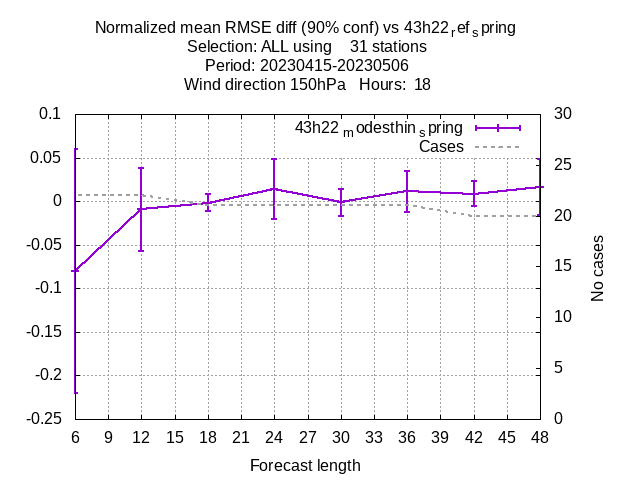 Normalized mean RMSE diff (90% conf) vs 43h22ref spring
Selection: ALL using 31 stations
Period: 20230415-20230506
Wind direction 150hPa Hours: 18
43h22modesthinspring
Cases
0.1
0.05
0
-0.05
-0.1
-0.15
-0.2
-0.25
30
25
20
15
10
5
0
No cases
6 9 12 15 18 21 24 27 30 33 36 39 42 45 48
Forecast length